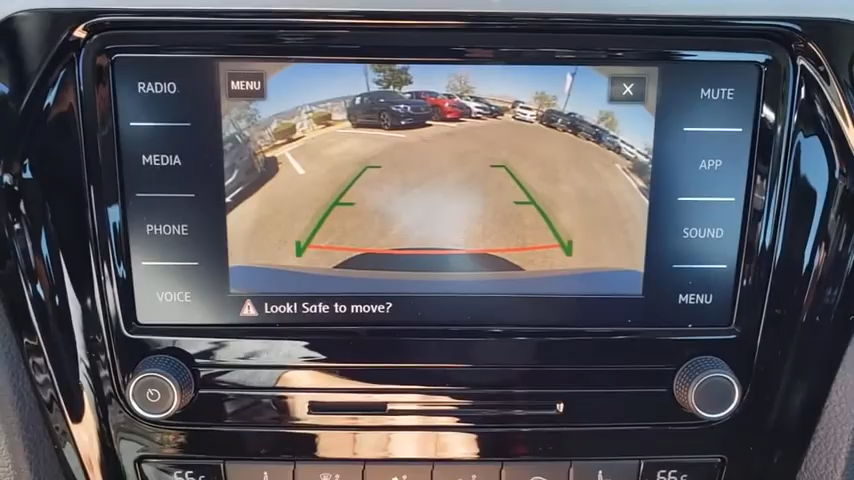 RADIO
MEDIA
PHONE
VOICE
MENU
X
MUTE
APP
SOUND
MENU
Look! Safe to move?